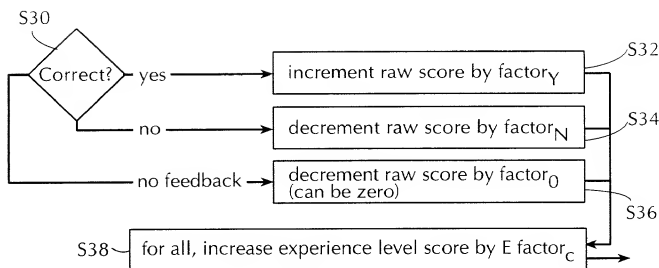 S30
Correct?
yes
increment raw score by factorY
S32
no
decrement raw score by factorN
S34
no feedback
decrement raw score by factor0
(can be zero)
S36
S38
for all, increase experience level score by E factorc